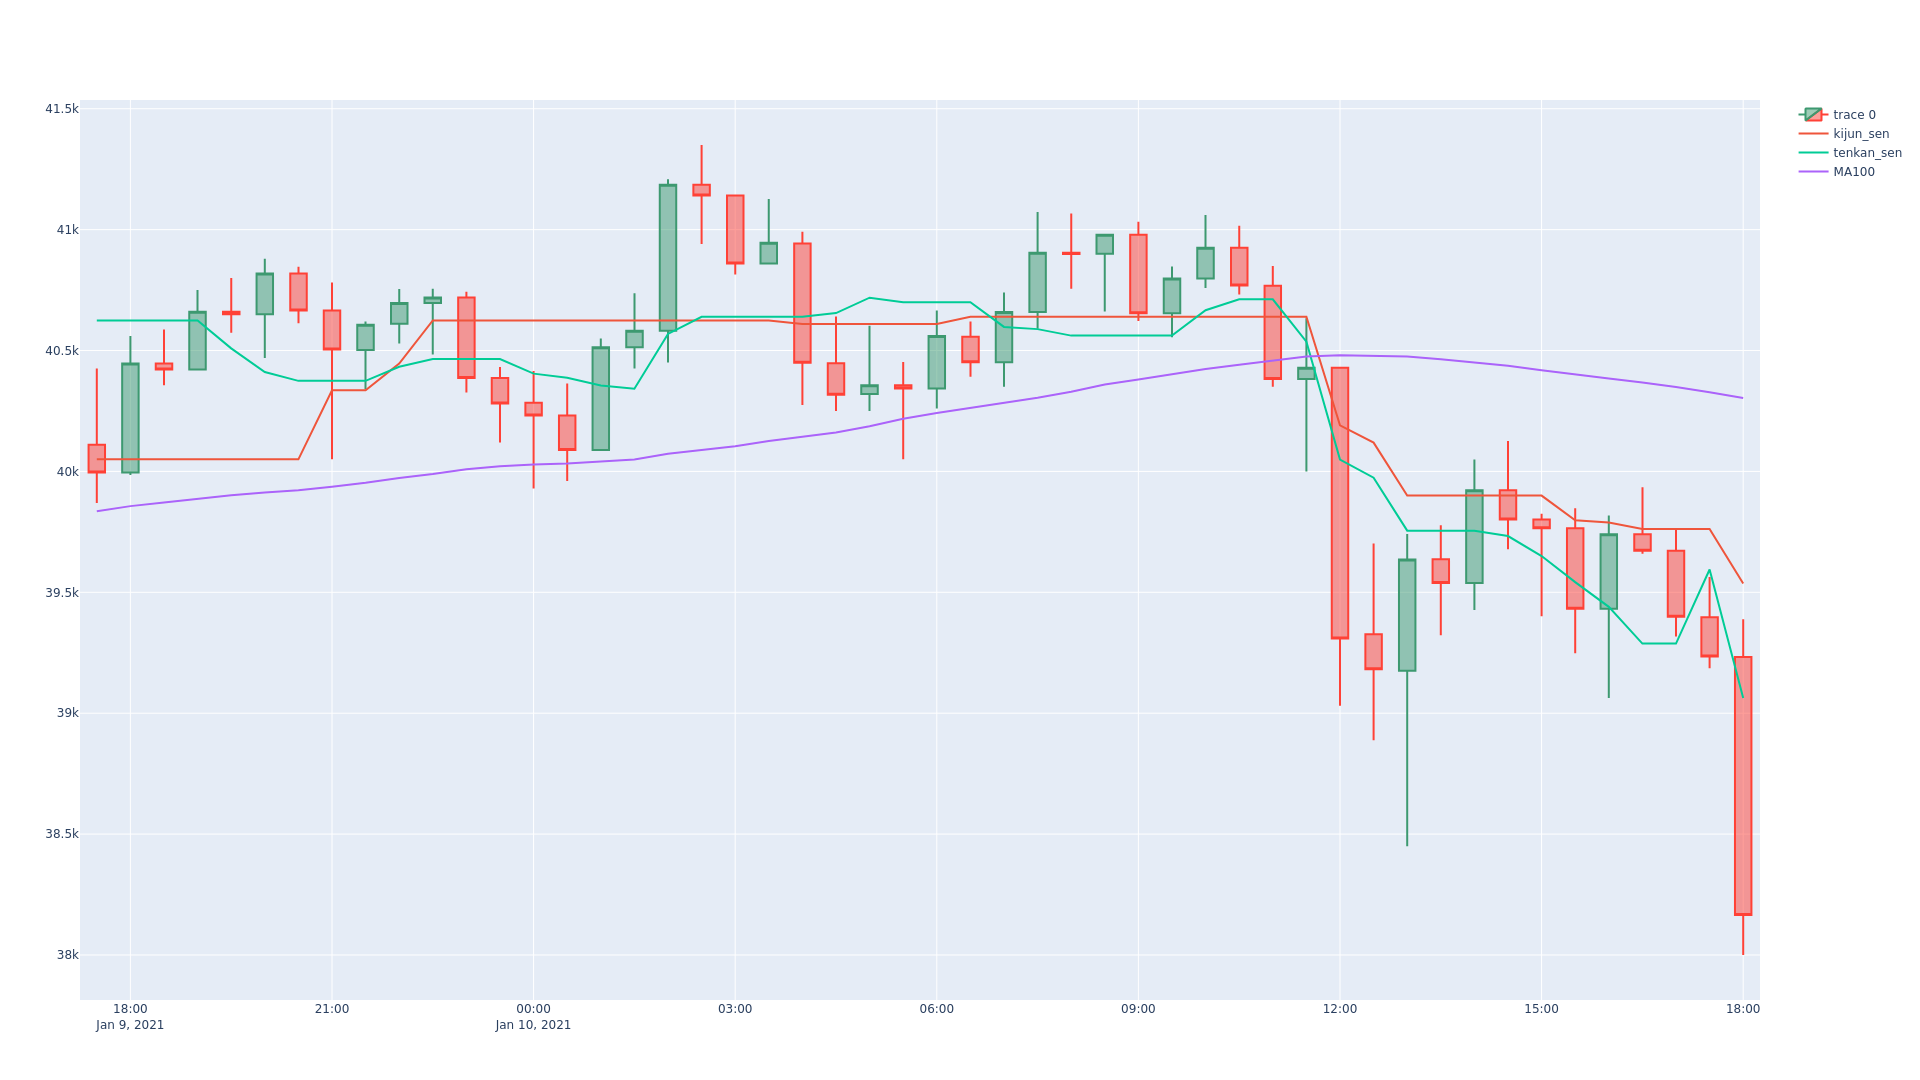 41.5k
41k
40.5k
40k
39.5k
39k
38.5k
38k
18:00 21:00 00:00 03:00 06:00 09:00 12:00 15:00 18:00
Jan 9, 2021 Jan 10, 2021
trace 0
kijun_sen
tenkan_sen
MA100